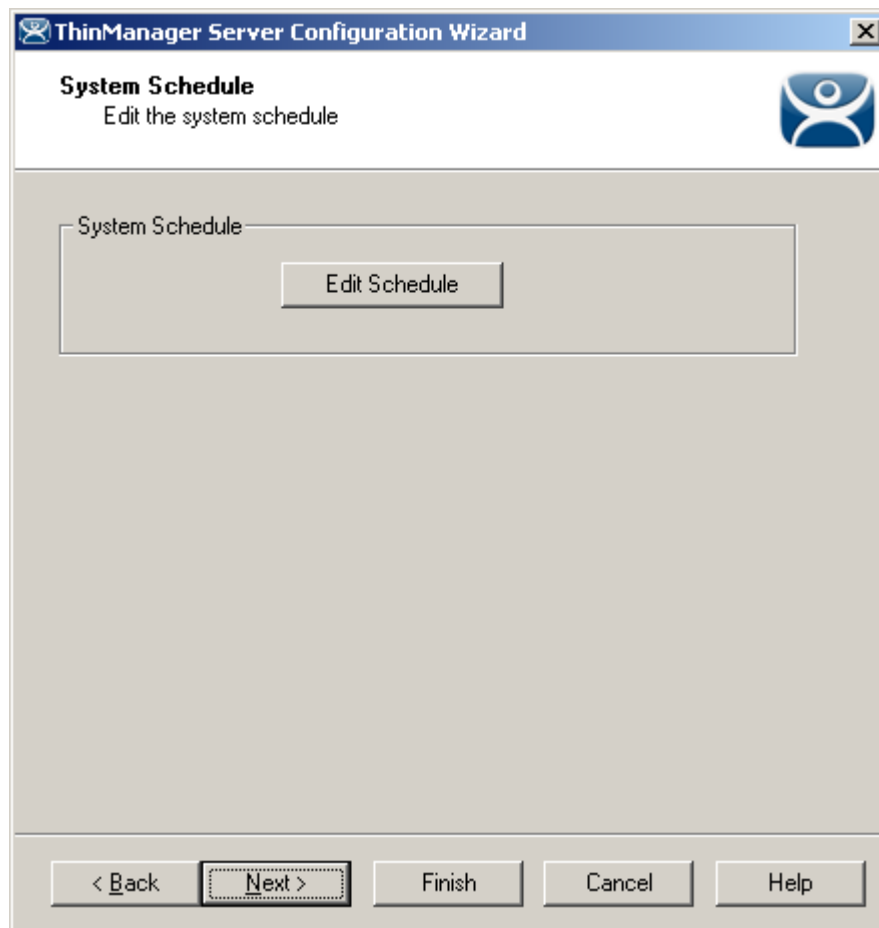 ThinManager Server Configuration Wizard
System Schedule
Edit the system schedule
System Schedule
Edit Schedule
< Back Next > Finish Cancel Help